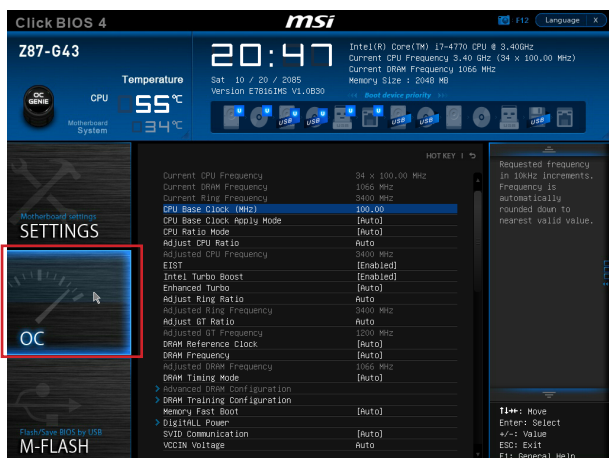 Click BIOS 4
msi
F12
Language
X
Z87-G43
20:47
Intel(R) Core(TM) i7-4770 CPU @ 3.40GHz
Current CPU Frequency 3.40 GHz (34 x 100.00 MHz)
Current DRAM Frequency 1066 MHz
Memory Size : 2048 MB
Temperature
Sat 10 / 20 / 2085
Version E7816IMS V1.0B30
Boot device priority
OC
GENIE
CPU
55°C
Motherboard
System
34°C
USB
USB
USB
USB
HOT KEY
Motherboard settings
SETTINGS
OC
Flash/Save BIOS by USB
M-FLASH
Current CPU Frequency 34 x 100.00 MHz
Current DRAM Frequency 1066 MHz
Current Ring Frequency 3400 MHz
CPU Base Clock (MHz) 100.00
CPU Base Clock Apply Mode [Auto]
CPU Ratio Mode [Auto]
Adjust CPU Ratio Auto
Adjusted CPU Frequency 3400 MHz
EIST [Enabled]
Intel Turbo Boost [Enabled]
Enhanced Turbo [Auto]
Adjust Ring Ratio Auto
Adjusted Ring Frequency 3400 MHz
Adjust GT Ratio Auto
Adjusted GT Frequency 1200 MHz
DRAM Reference Clock [Auto]
DRAM Frequency [Auto]
Adjusted DRAM Frequency 1066 MHz
DRAM Timing Mode [Auto]
> Advanced DRAM Configuration
> DRAM Training Configuration
Memory Fast Boot [Auto]
> DigitALL Power
SVID Communication [Auto]
VCCIN Voltage Auto
Requested frequency
in 10kHz increments.
Frequency is
automatically
rounded down to
nearest valid value.
↑↓←→: Move
Enter: Select
+/-: Value
ESC: Exit
F1: General Help